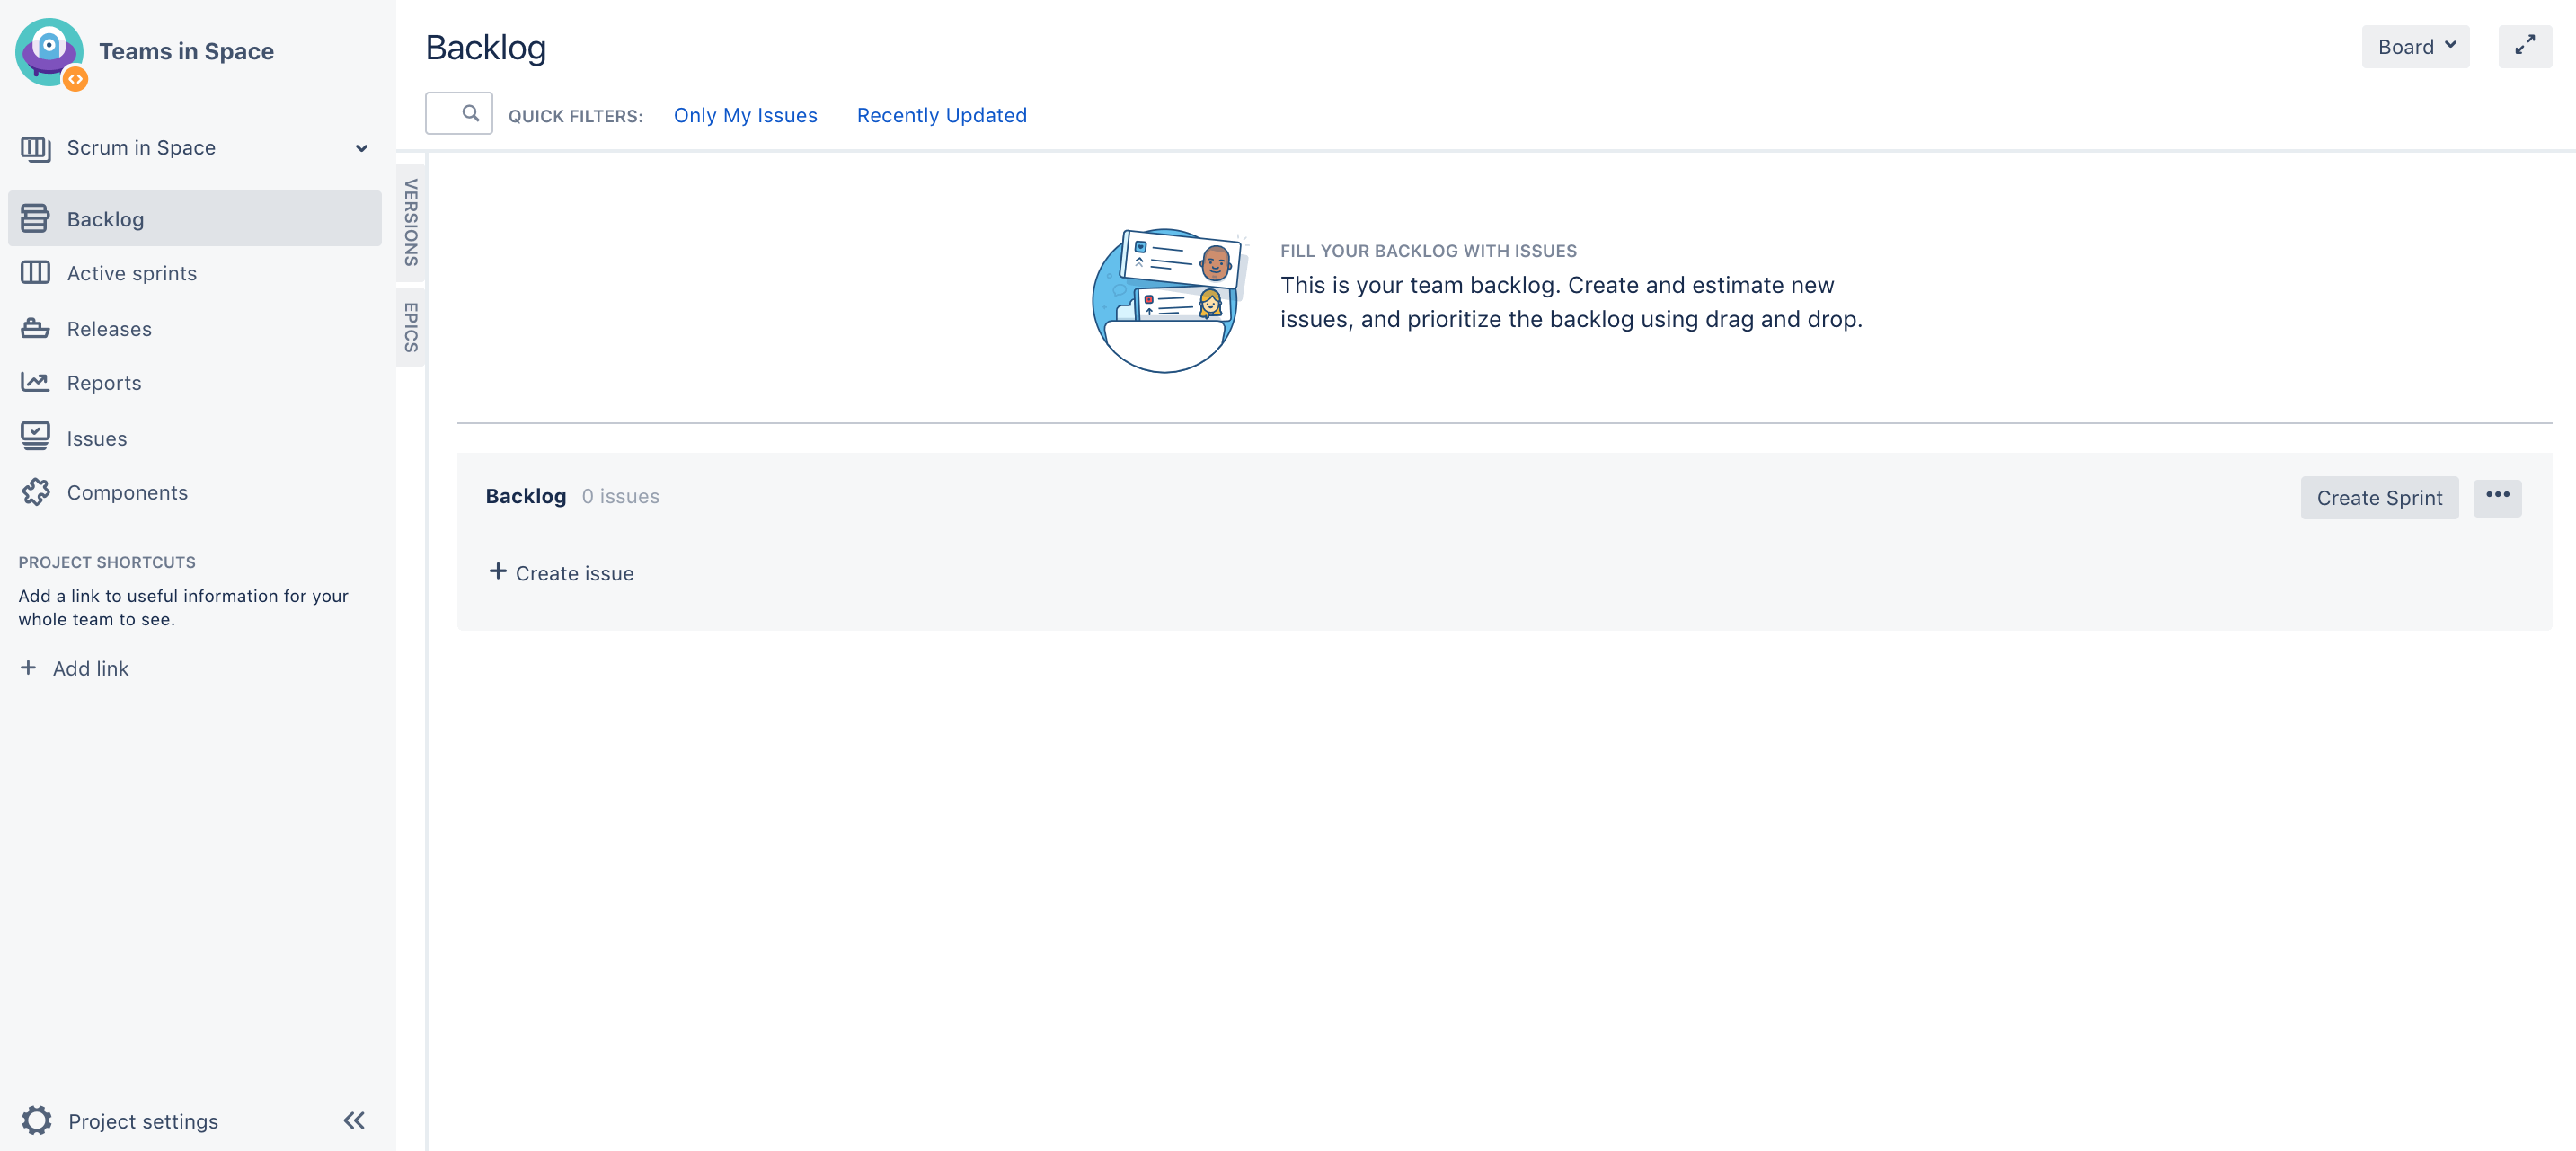 Teams in Space
Scrum in Space
Backlog
Active sprints
Releases
Reports
Issues
Components
PROJECT SHORTCUTS
Add a link to useful information for your
whole team to see.
Add link
Project settings
Backlog
Board
QUICK FILTERS:
Only My Issues
Recently Updated
VERSIONS
EPICS
FILL YOUR BACKLOG WITH ISSUES
This is your team backlog. Create and estimate new
issues, and prioritize the backlog using drag and drop.
Backlog 0 issues
Create Sprint
Create issue